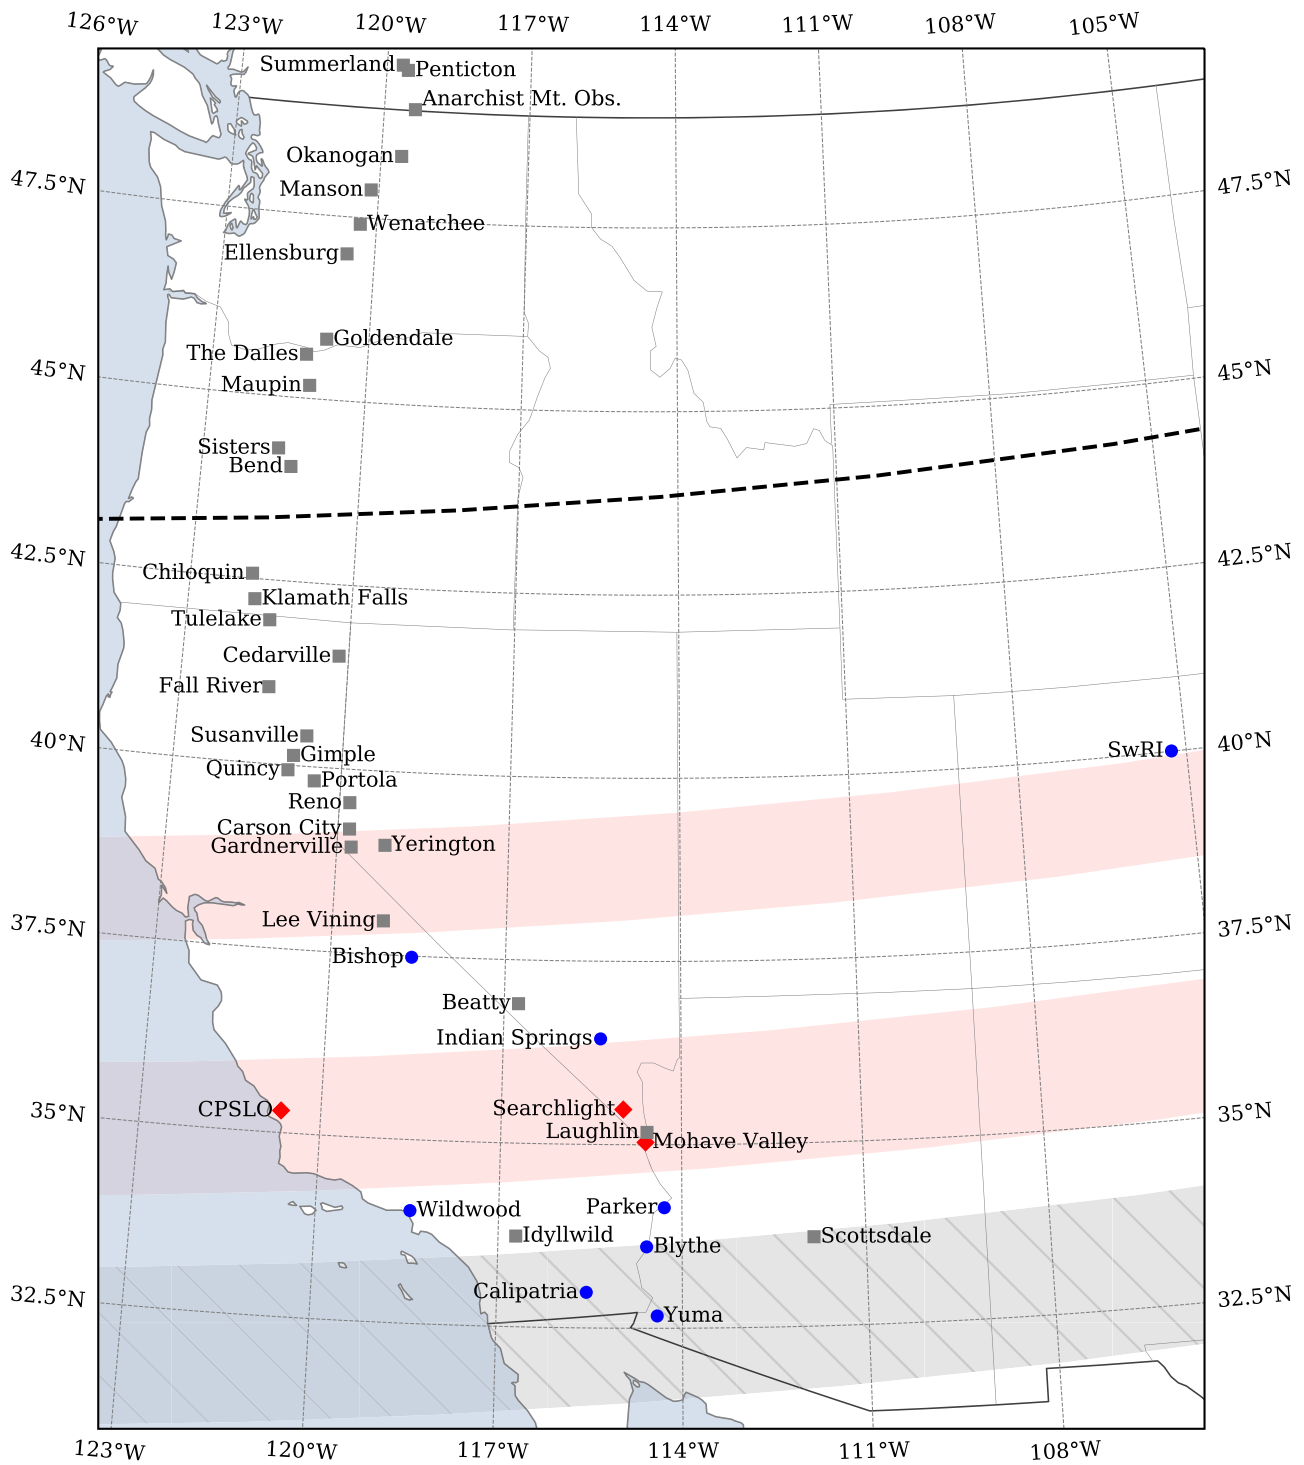 126°W 123°W 120°W 117°W 114°W 111°W 108°W 105°W
Summerland
Penticton
Anarchist Mt. Obs.
Okanogan
47.5°N
47.5°N
Manson
Wenatchee
Ellensburg
Goldendale
The Dalles
45°N
45°N
Maupin
Sisters
Bend
42.5°N
42.5°N
Chiloquin
Klamath Falls
Tulelake
Cedarville
Fall River
Susanville
40°N
40°N
SwRI
Gimple
Quincy
Portola
Reno
Carson City
Gardnerville
Yerington
Lee Vining
37.5°N
37.5°N
Bishop
Beatty
Indian Springs
35°N
35°N
CPSLO
Searchlight
Laughlin
Mohave Valley
Wildwood
Parker
Idyllwild
Scottsdale
Blythe
Calipatria
32.5°N
32.5°N
Yuma
123°W 120°W 117°W 114°W 111°W 108°W